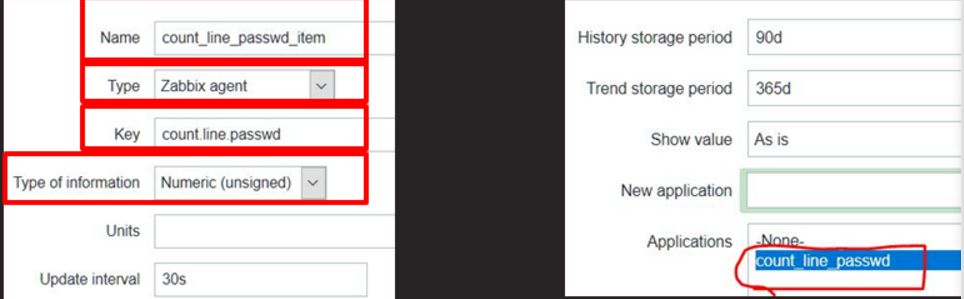 Name count_line_passwd_item
Type Zabbix agent
Key count.line.passwd
Type of information Numeric (unsigned)
Units
Update interval 30s
History storage period 90d
Trend storage period 365d
Show value As is
New application
Applications -None-
count_line_passwd